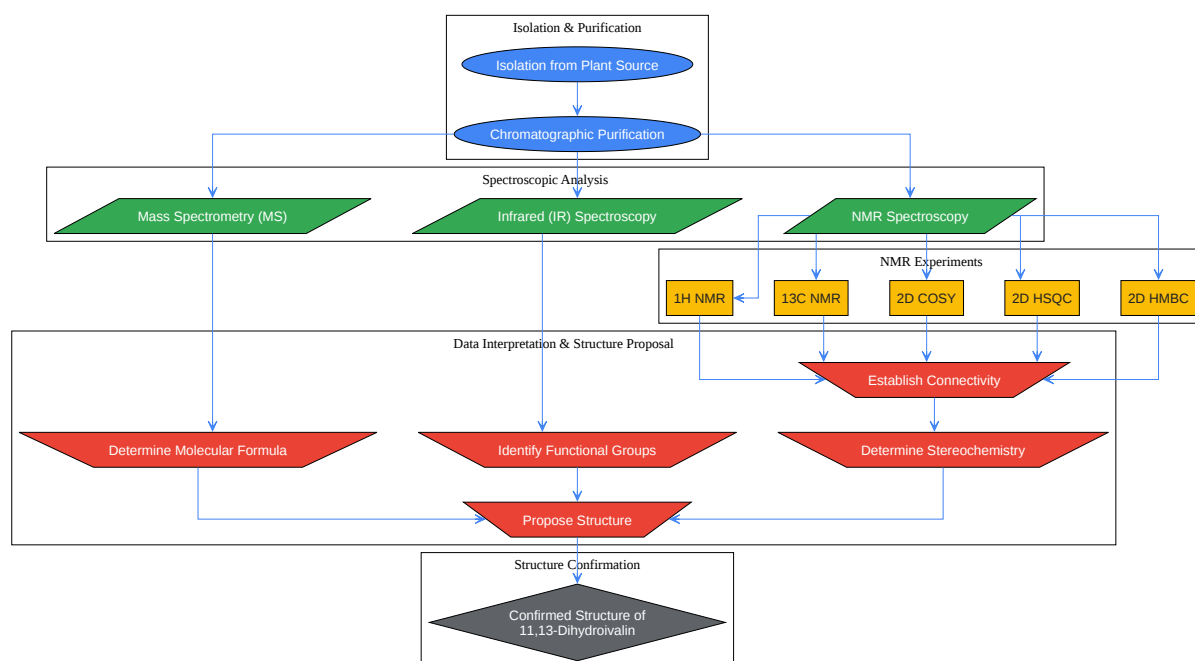 Isolation & Purification
Isolation from Plant Source
Chromatographic Purification
Spectroscopic Analysis
Mass Spectrometry (MS)
Infrared (IR) Spectroscopy
NMR Spectroscopy
NMR Experiments
1H NMR
13C NMR
2D COSY
2D HSQC
2D HMBC
Data Interpretation & Structure Proposal
Establish Connectivity
Determine Molecular Formula
Identify Functional Groups
Determine Stereochemistry
Propose Structure
Structure Confirmation
Confirmed Structure of
11,13-Dihydroivalin